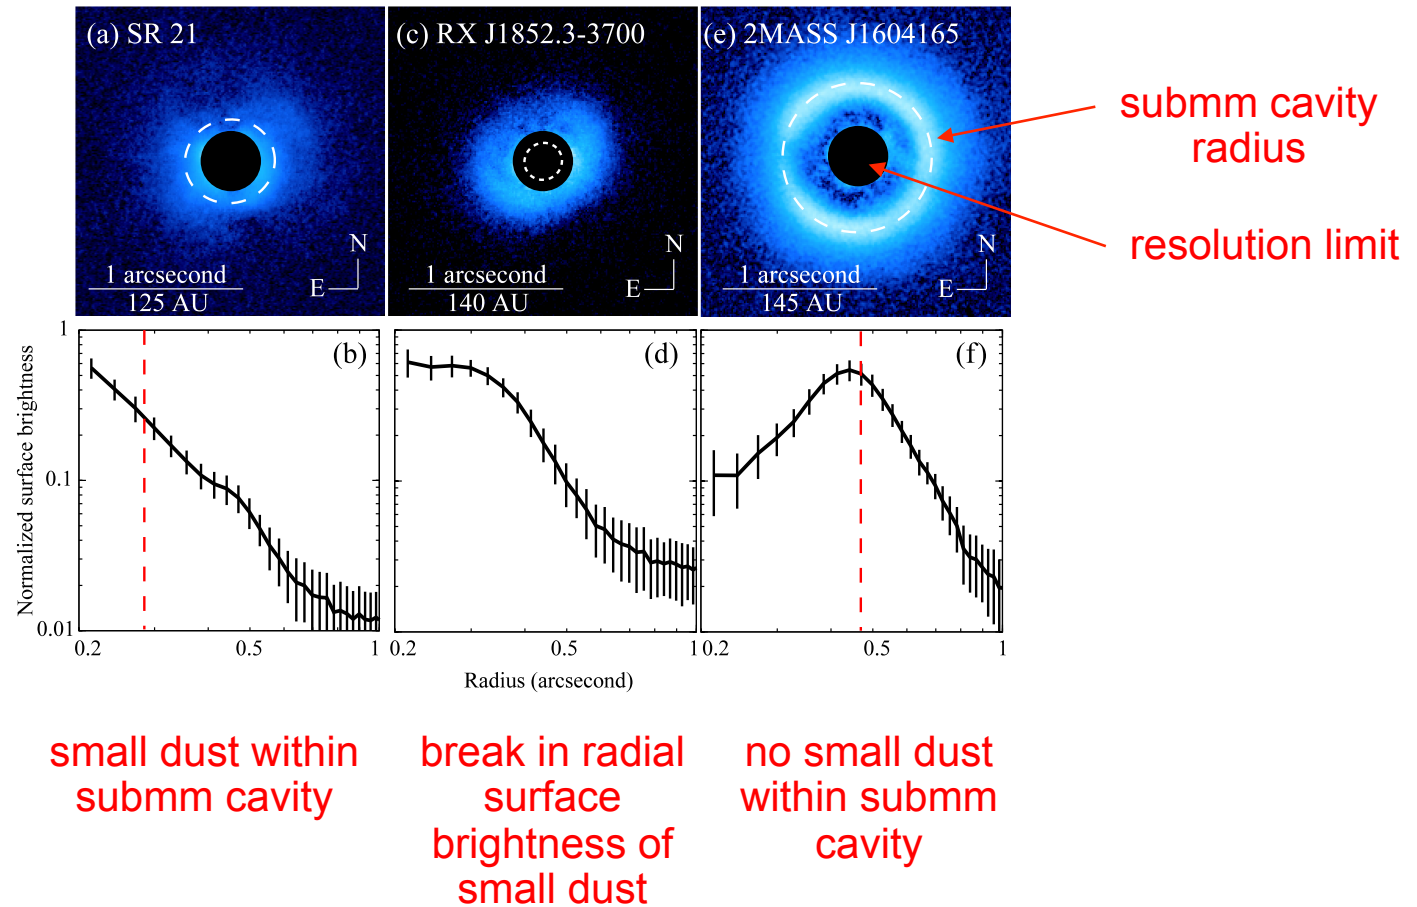 (a) SR 21
(c) RX J1852.3-3700
(e) 2MASS J1604165
submm cavity
radius
resolution limit
N
E
1 arcsecond
125 AU
N
E
1 arcsecond
140 AU
N
E
1 arcsecond
145 AU
Normalized surface brightness
1
0.1
0.01
(b)
(d)
(f)
0.2
0.5
1
0.2
0.5
1
0.2
0.5
1
Radius (arcsecond)
small dust within
submm cavity
break in radial
surface
brightness of
small dust
no small dust
within submm
cavity